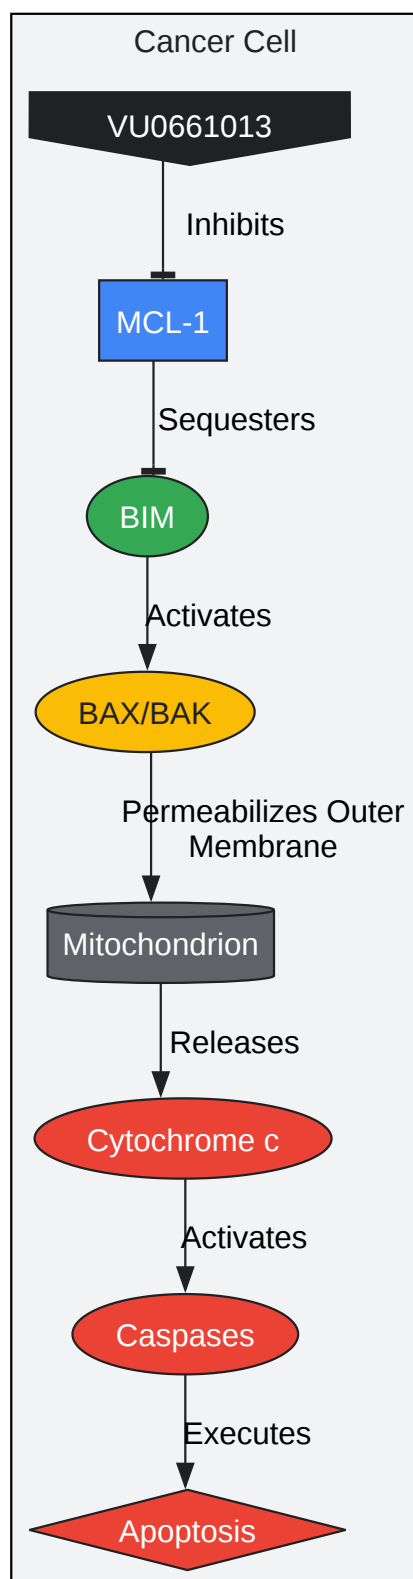 Cancer Cell
VU0661013
Inhibits
MCL-1
Sequesters
BIM
Activates
BAX/BAK
Permeabilizes Outer
Membrane
Mitochondrion
Releases
Cytochrome c
Activates
Caspases
Executes
Apoptosis